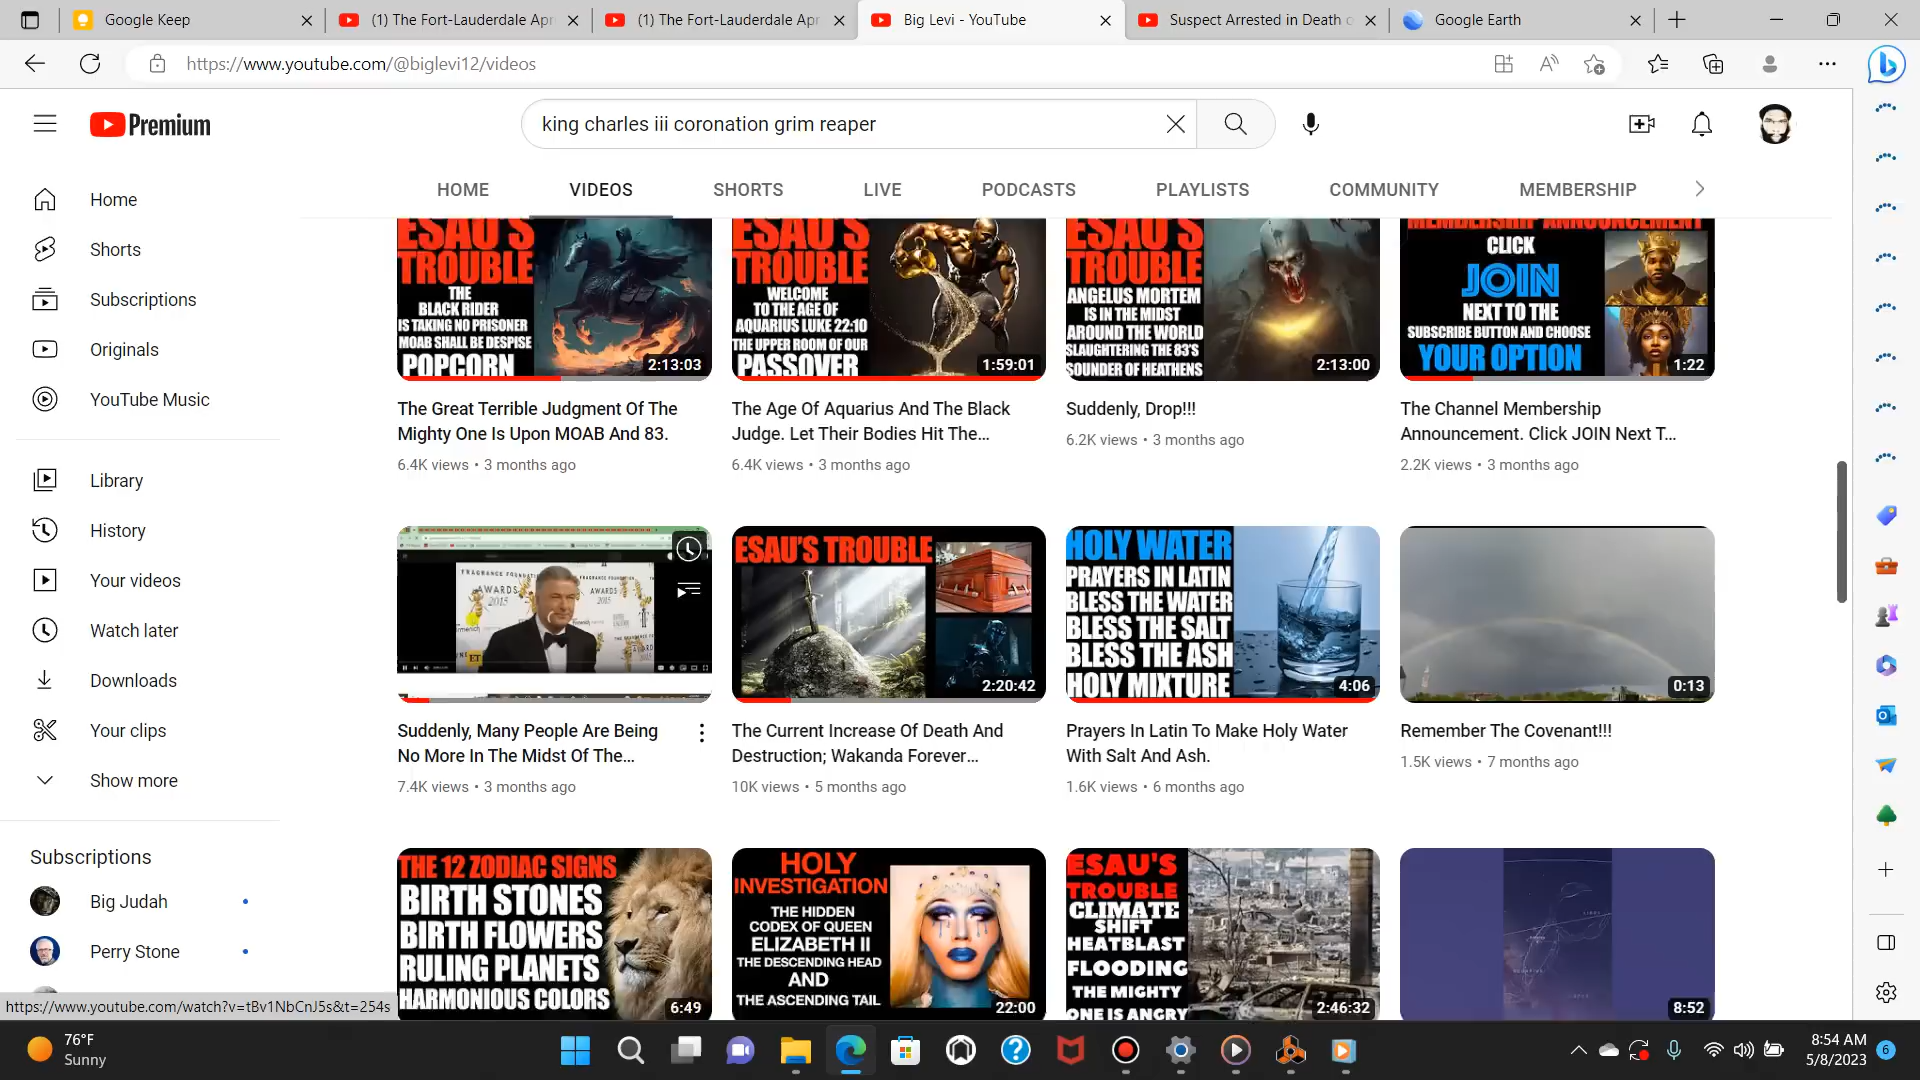 Google Keep
(1) The Fort-Lauderdale Apr
(1) The Fort-Lauderdale Apr
Big Levi - YouTube
Suspect Arrested in Death o
Google Earth
https://www.youtube.com/@biglevi12/videos
Premium
king charles iii coronation grim reaper
HOME
VIDEOS
SHORTS
LIVE
PODCASTS
PLAYLISTS
COMMUNITY
MEMBERSHIP
Home
Shorts
Subscriptions
Originals
YouTube Music
Library
History
Your videos
Watch later
Downloads
Your clips
Show more
Subscriptions
Big Judah
Perry Stone
ESAU'S
TROUBLE
THE
BLACK RIDER
IS TAKING NO PRISONER
MOAB SHALL BE DESPISE
POPCORN
2:13:03
The Great Terrible Judgment Of The
Mighty One Is Upon MOAB And 83.
6.4K views • 3 months ago
ESAU'S
TROUBLE
WELCOME
TO THE AGE OF
AQUARIUS LUKE 22:10
THE UPPER ROOM OF OUR
PASSOVER
1:59:01
The Age Of Aquarius And The Black
Judge. Let Their Bodies Hit The...
6.4K views • 3 months ago
ESAU'S
TROUBLE
ANGELUS MORTEM
IS IN THE MIDST
AROUND THE WORLD
SLAUGHTERING THE 83'S
SOUNDER OF HEATHENS
2:13:00
Suddenly, Drop!!!
6.2K views • 3 months ago
MEMBERSHIP ANNOUNCEMENT
CLICK
JOIN
NEXT TO THE
SUBSCRIBE BUTTON AND CHOOSE
YOUR OPTION
1:22
The Channel Membership
Announcement. Click JOIN Next T...
2.2K views • 3 months ago
FRAGRANCE FOUNDATION
AWARDS
2015
AWARDS
2015
ET
Suddenly, Many People Are Being
No More In The Midst Of The...
7.4K views • 3 months ago
ESAU'S TROUBLE
2:20:42
The Current Increase Of Death And
Destruction; Wakanda Forever...
10K views • 5 months ago
HOLY WATER
PRAYERS IN LATIN
BLESS THE WATER
BLESS THE SALT
BLESS THE ASH
HOLY MIXTURE
4:06
Prayers In Latin To Make Holy Water
With Salt And Ash.
1.6K views • 6 months ago
0:13
Remember The Covenant!!!
1.5K views • 7 months ago
THE 12 ZODIAC SIGNS
BIRTH STONES
BIRTH FLOWERS
RULING PLANETS
HARMONIOUS COLORS
6:49
HOLY
INVESTIGATION
THE HIDDEN
CODEX OF QUEEN
ELIZABETH II
THE DESCENDING HEAD
AND
THE ASCENDING TAIL
22:00
ESAU'S
TROUBLE
CLIMATE
SHIFT
HEATBLAST
FLOODING
THE MIGHTY
ONE IS ANGRY
2:46:32
8:52
https://www.youtube.com/watch?v=tBv1NbCnJ5s&t=254s
76°F
Sunny
8:54 AM
5/8/2023
6